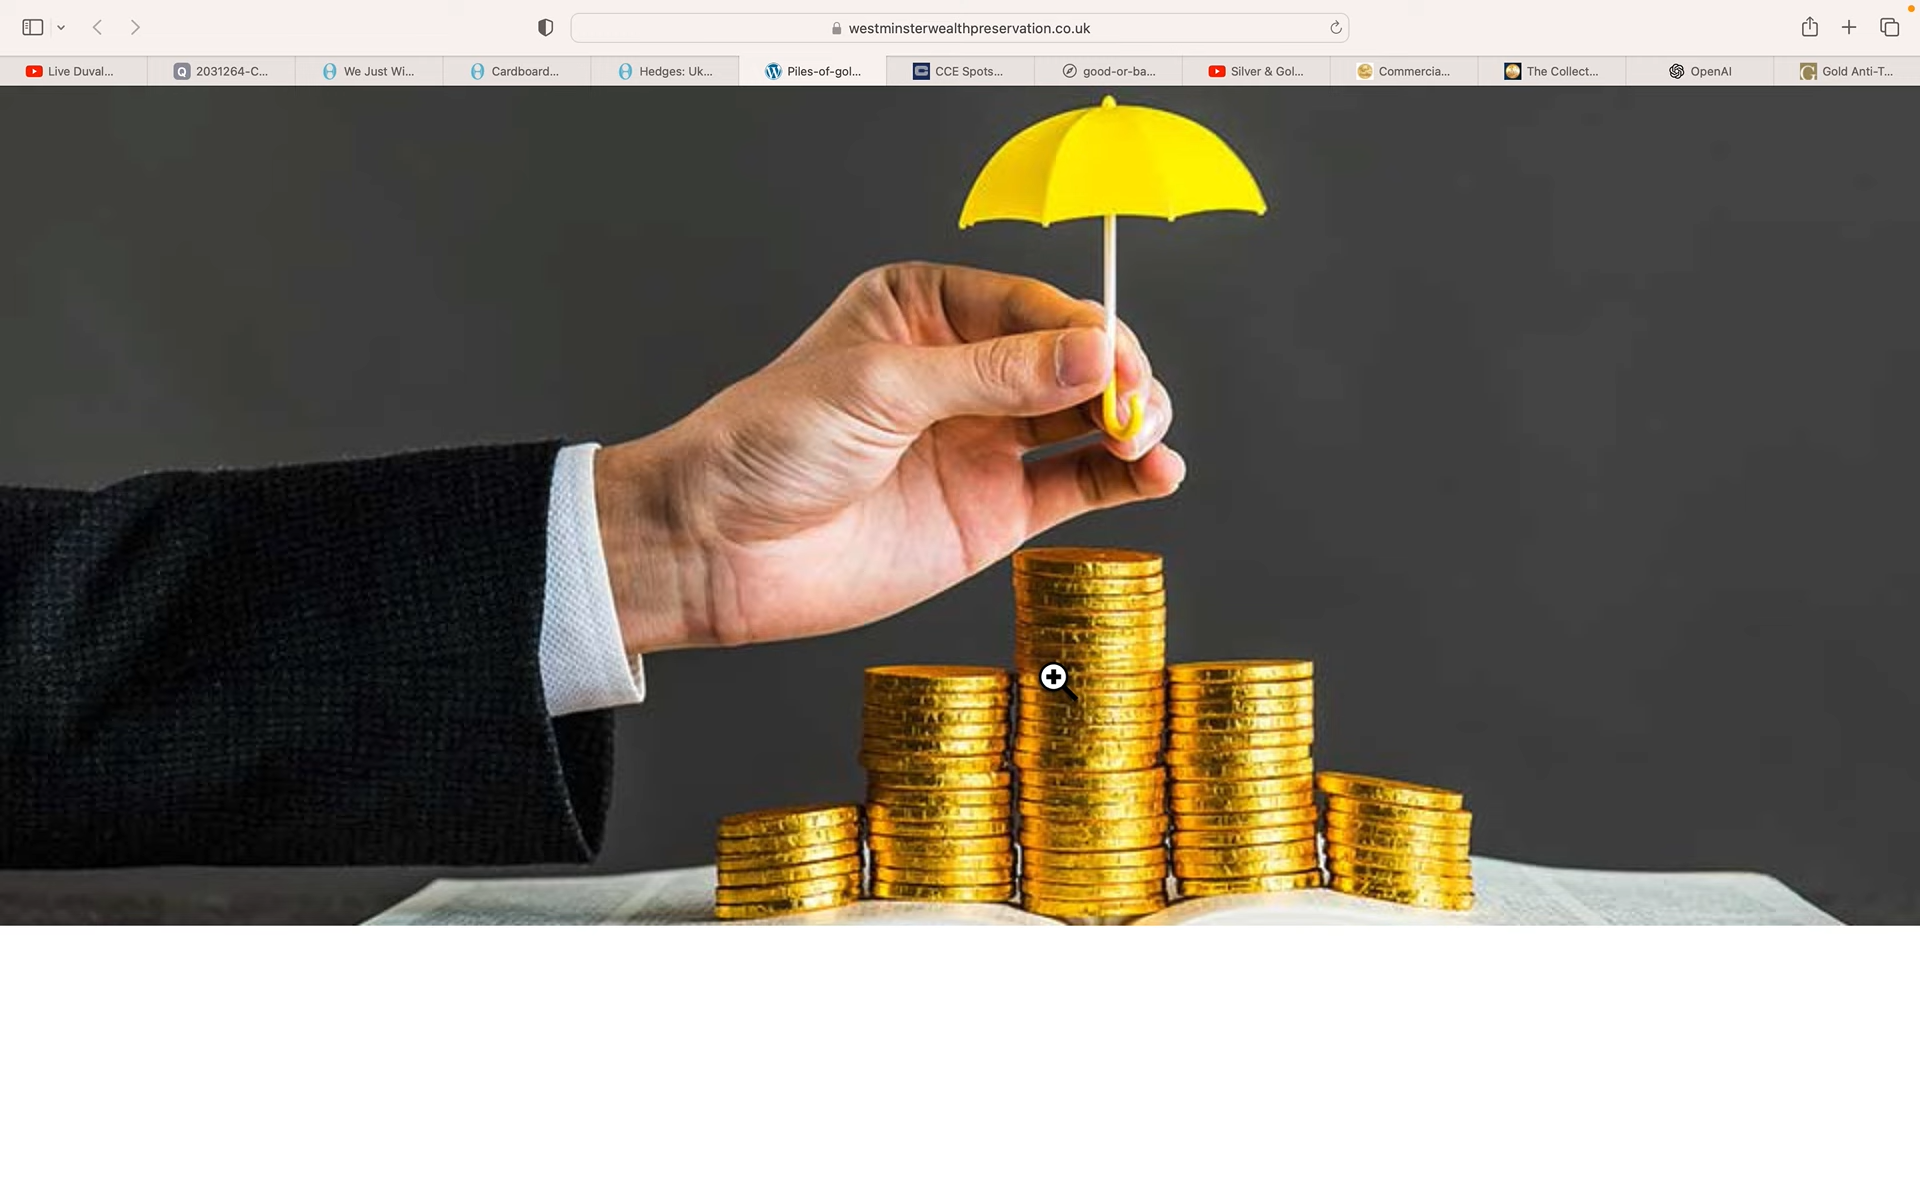 westminsterwealthpreservation.co.uk
Live Duval...
2031264-C...
We Just Wi...
Cardboard...
Hedges: Uk...
Piles-of-gol...
CCE Spots...
good-or-ba...
Silver & Gol...
Commercia...
The Collect...
OpenAI
Gold Anti-T...